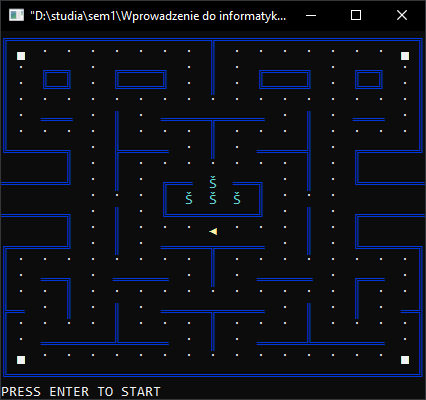 "D:\studia\sem1\Wprowadzenie do informatyk...
Š
Š Š Š
PRESS ENTER TO START